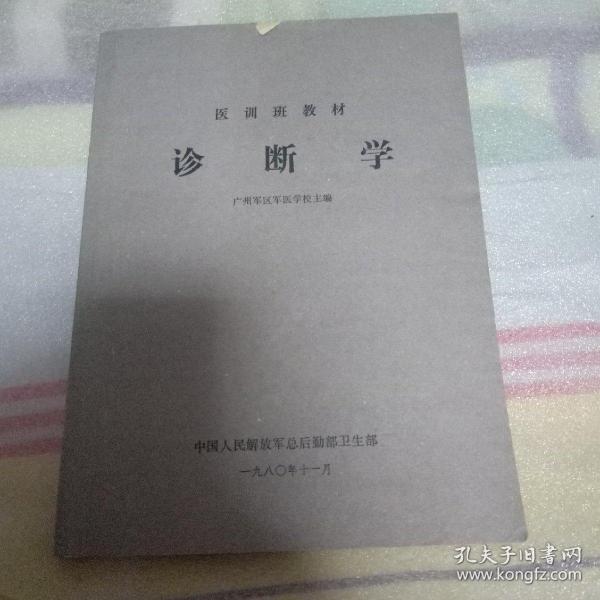 医训班教材
诊断学
广州军区军医学校主编
中国人民解放军总后勤部卫生部
一九八〇年十一月
孔夫子旧书网
www.kongfz.com